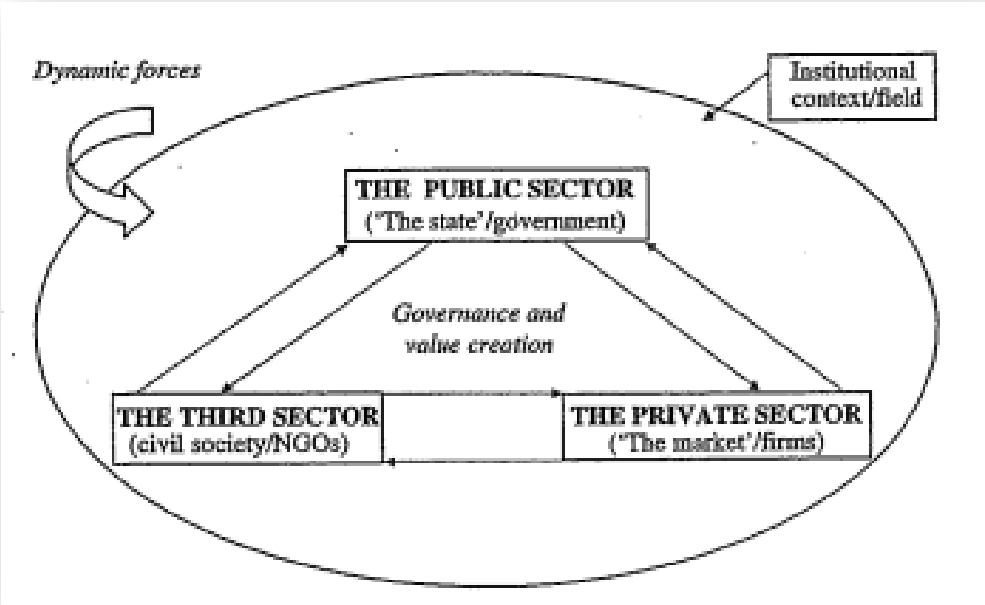 Dynamic forces
Institutional
context/field
THE PUBLIC SECTOR
("The state"/government)
Governance and
value creation
THE THIRD SECTOR
(civil society/NGOs)
THE PRIVATE SECTOR
("The market"/firms)